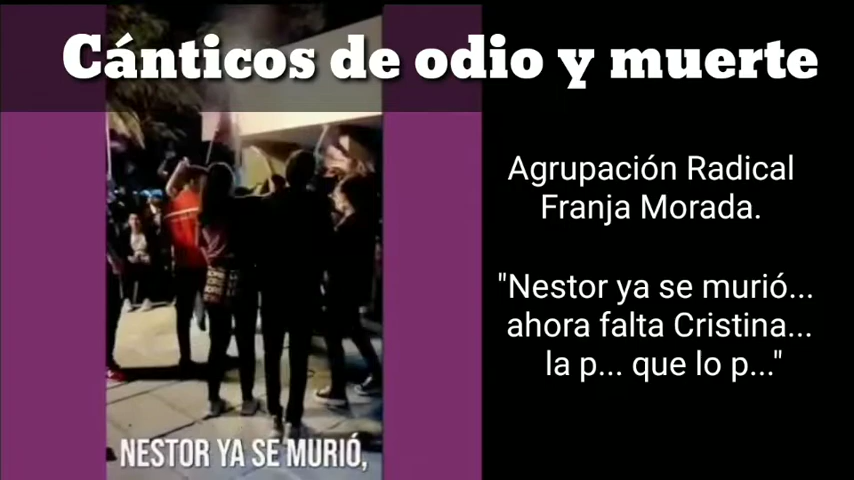 Cánticos de odio y muerte
Agrupación Radical
Franja Morada.
"Nestor ya se murió...
ahora falta Cristina...
la p... que lo p..."
NESTOR YA SE MURIÓ,